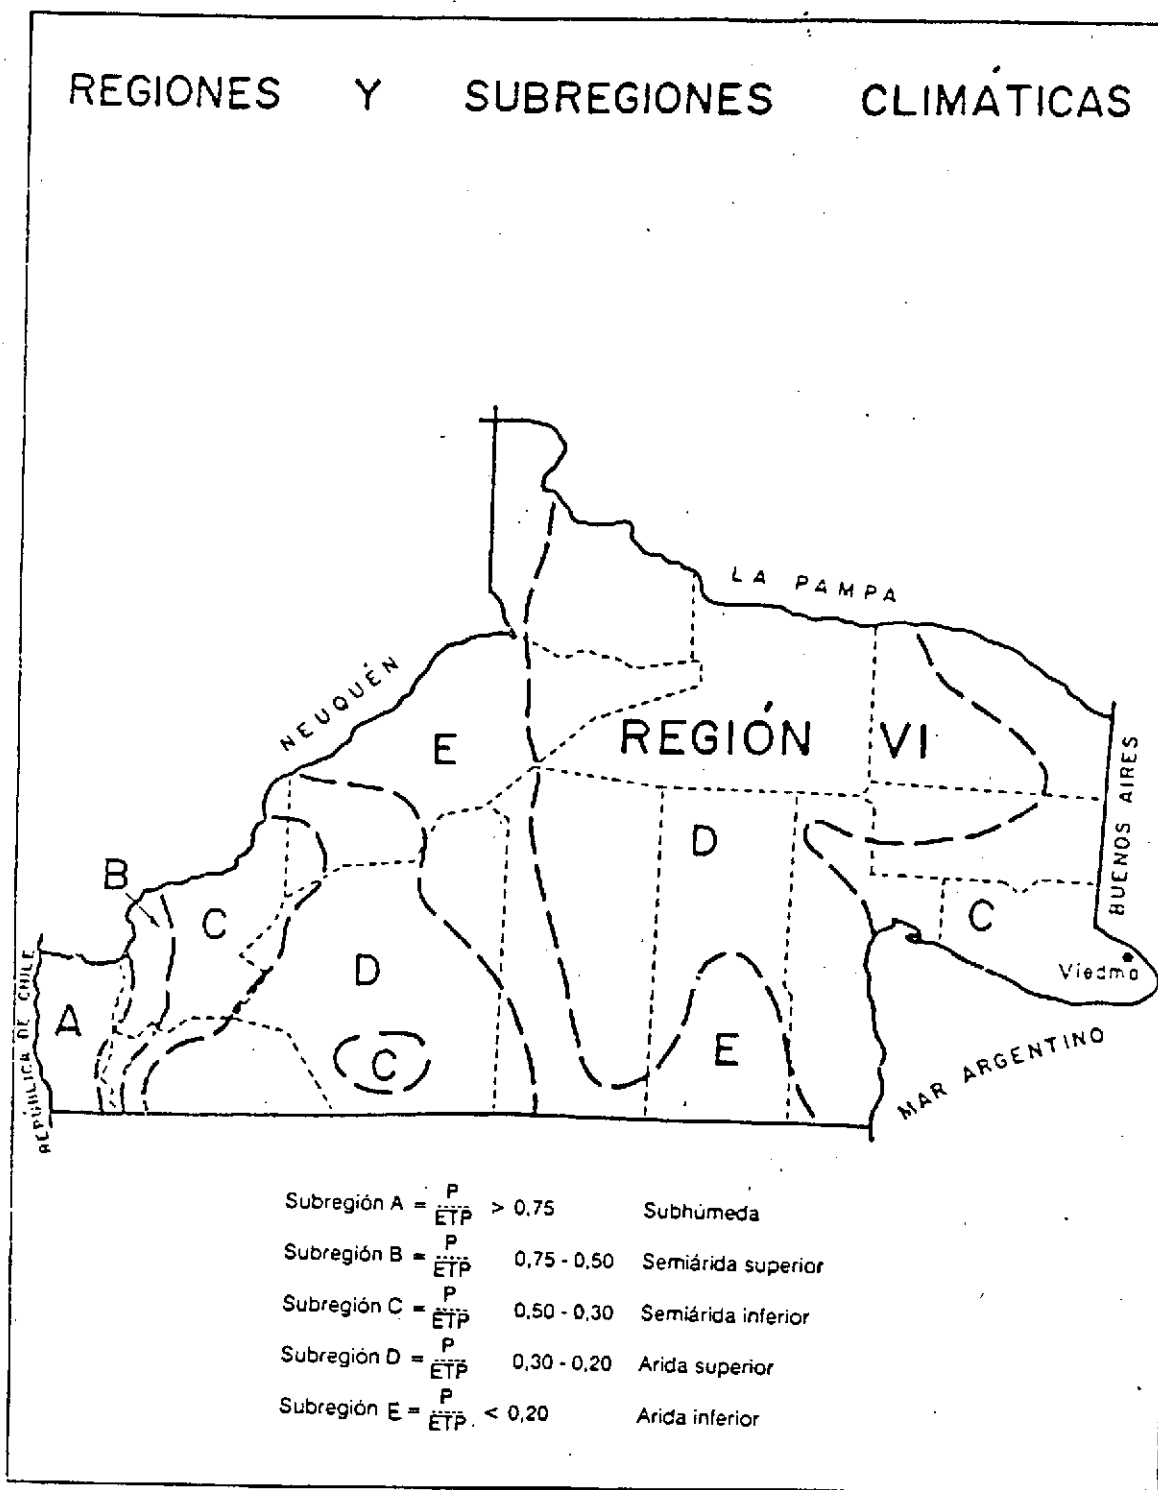 REGIONES Y SUBREGIONES CLIMÁTICAS
LA PAMPA
NEUQUÉN
REGIÓN VI
E
BUENOS AIRES
D
B
C
C
REPÚBLICA DE CHILE
D
Viedma
A
E
C
MAR ARGENTINO
Subregión A = P/ETP > 0,75 Subhúmeda
Subregión B = P/ETP 0,75 - 0,50 Semiárida superior
Subregión C = P/ETP 0,50 - 0,30 Semiárida inferior
Subregión D = P/ETP 0,30 - 0,20 Arida superior
Subregión E = P/ETP < 0,20 Arida inferior